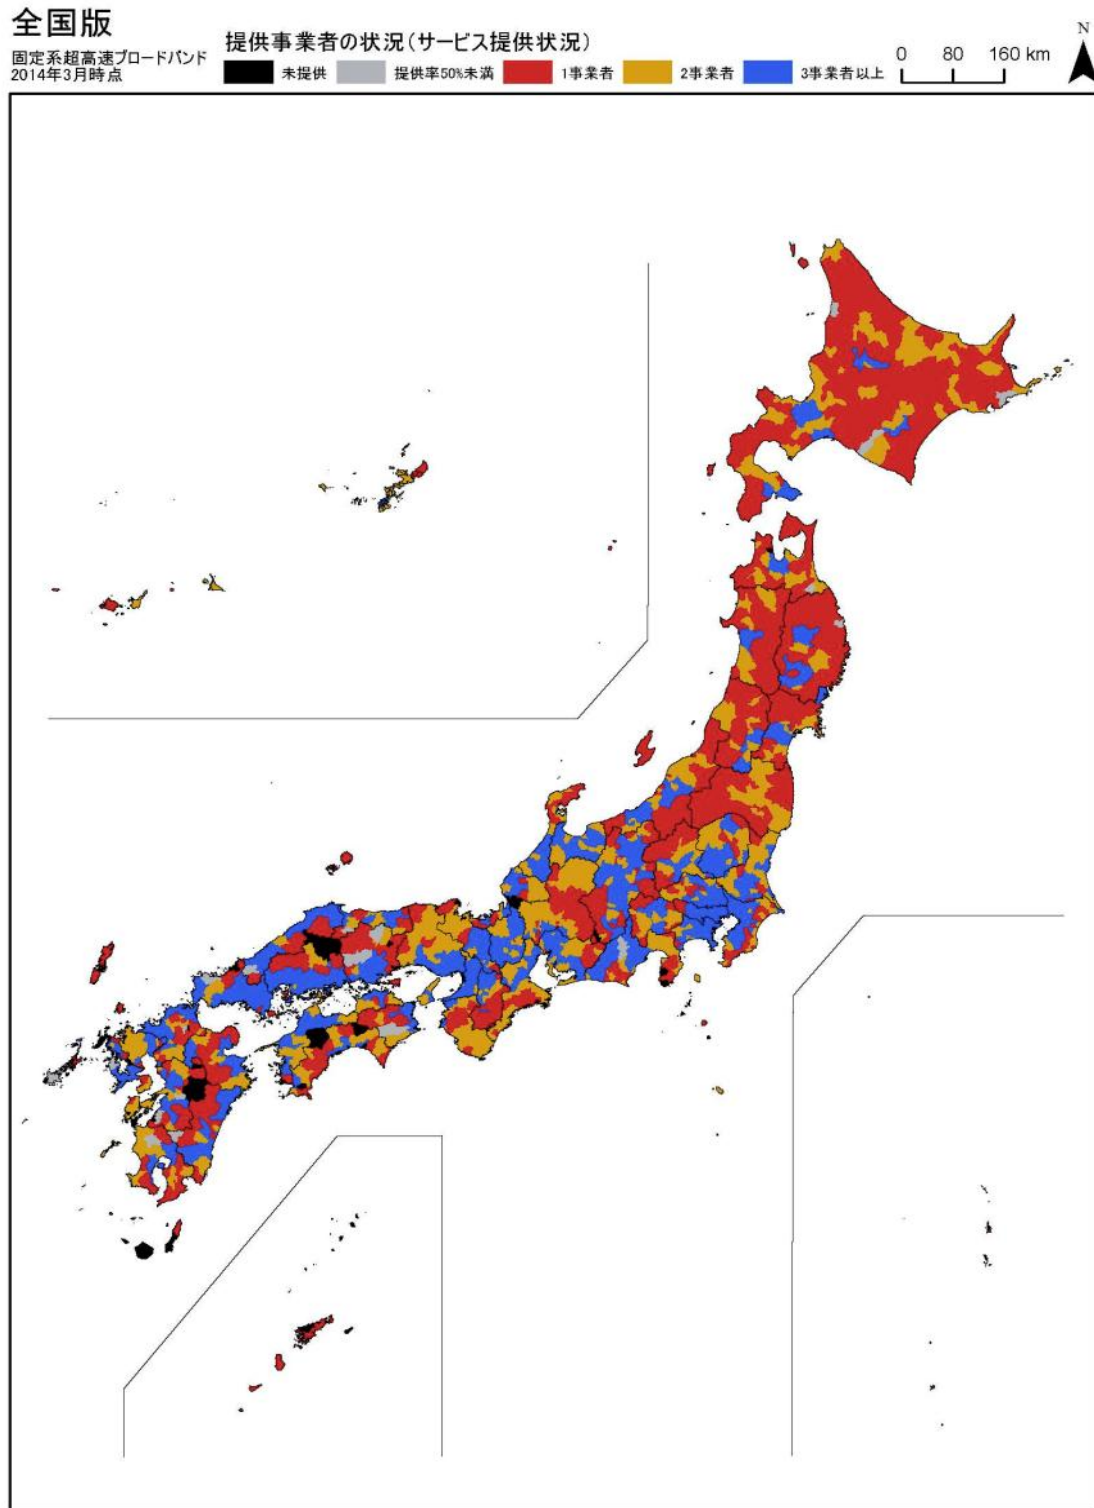 全国版
固定系超高速ブロードバンド
2014年3月時点
提供事業者の状況(サービス提供状況)
未提供 提供率50%未満 1事業者 2事業者 3事業者以上
0 80 160 km
N